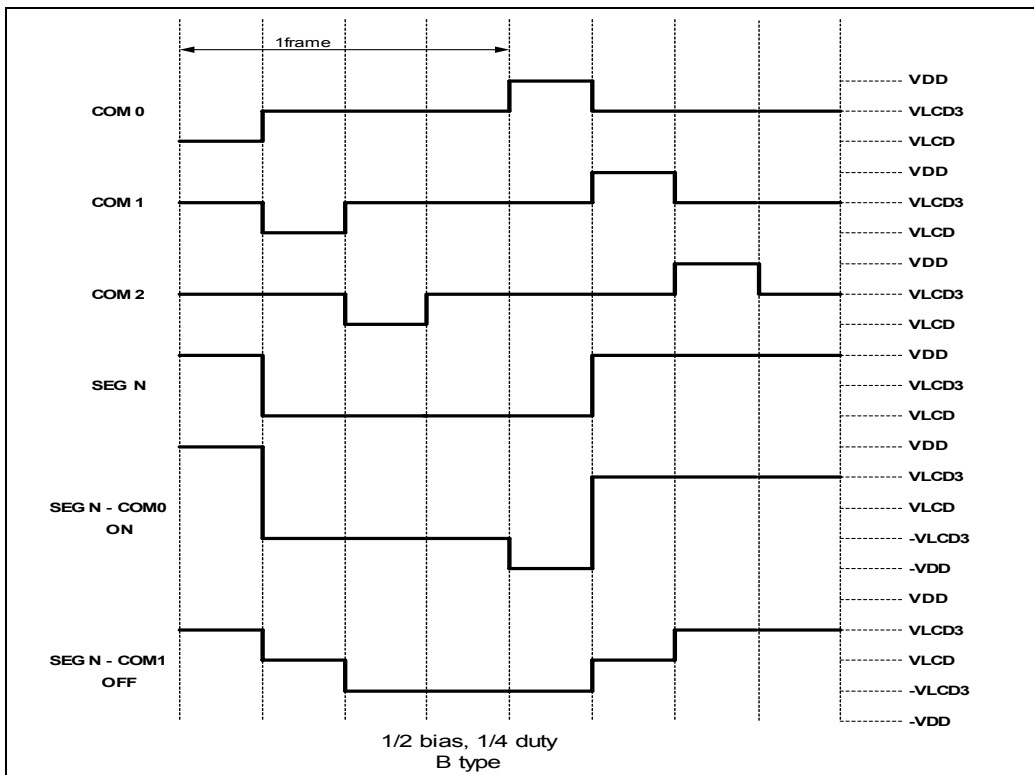 1frame
COM 0
VDD
VLCD3
VLCD
COM 1
VDD
VLCD3
VLCD
COM 2
VDD
VLCD3
VLCD
SEG N
VDD
VLCD3
VLCD
SEG N - COM0
ON
VDD
VLCD3
VLCD
-VLCD3
-VDD
SEG N - COM1
OFF
VDD
VLCD3
VLCD
-VLCD3
-VDD
1/2 bias, 1/4 duty
B type